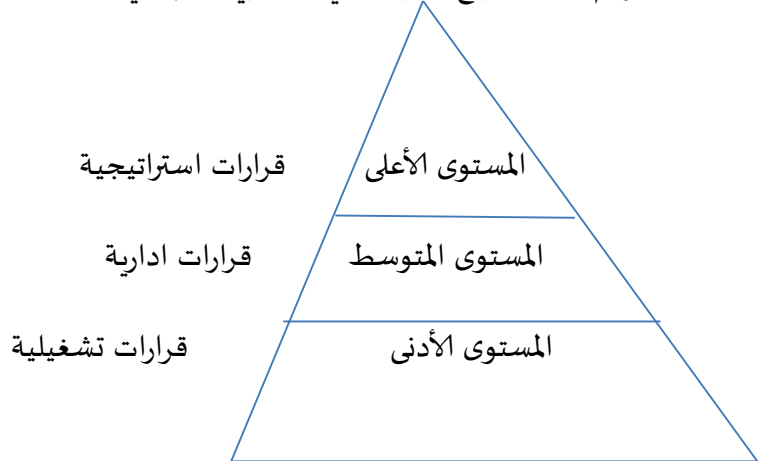 المستوى الأعلى قرارات استراتيجية
المستوى المتوسط قرارات ادارية
المستوى الأدنى قرارات تشغيلية